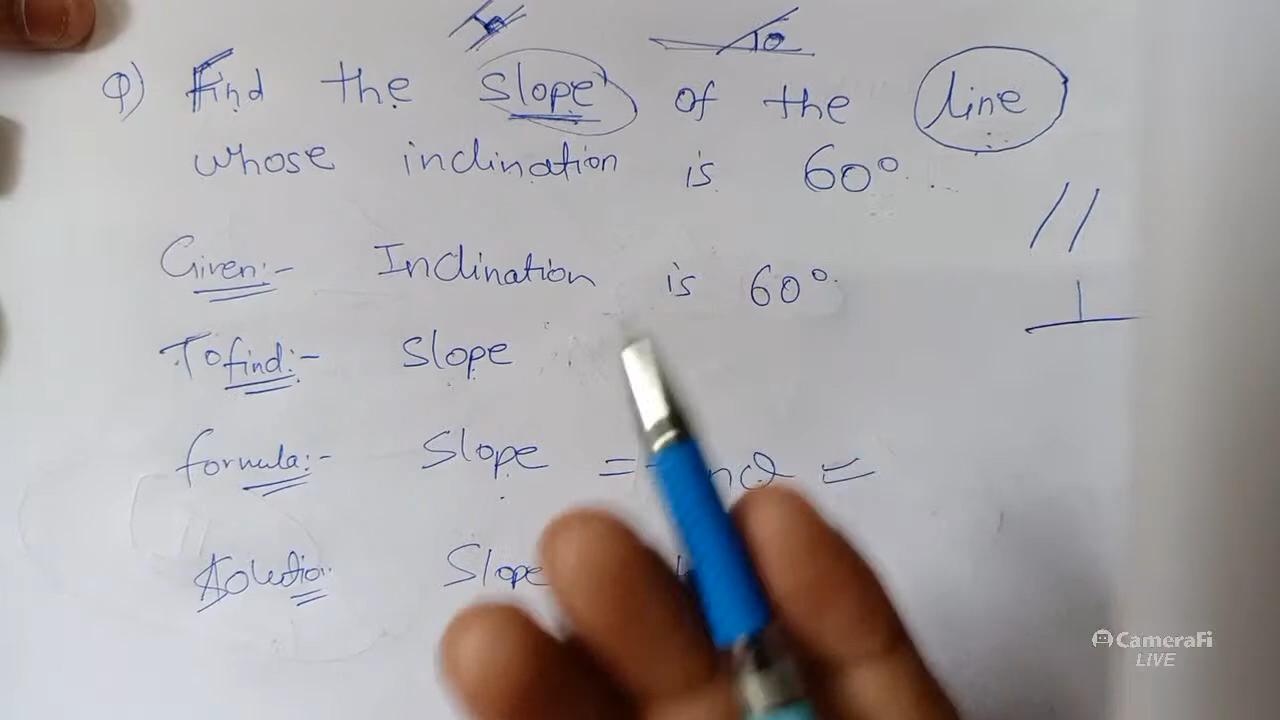 Q) Find the slope of the line
whose inclination is 60°
Given:- Inclination is 60°
To find:- Slope
formula:- Slope =
Solution Slope
CameraFi
LIVE